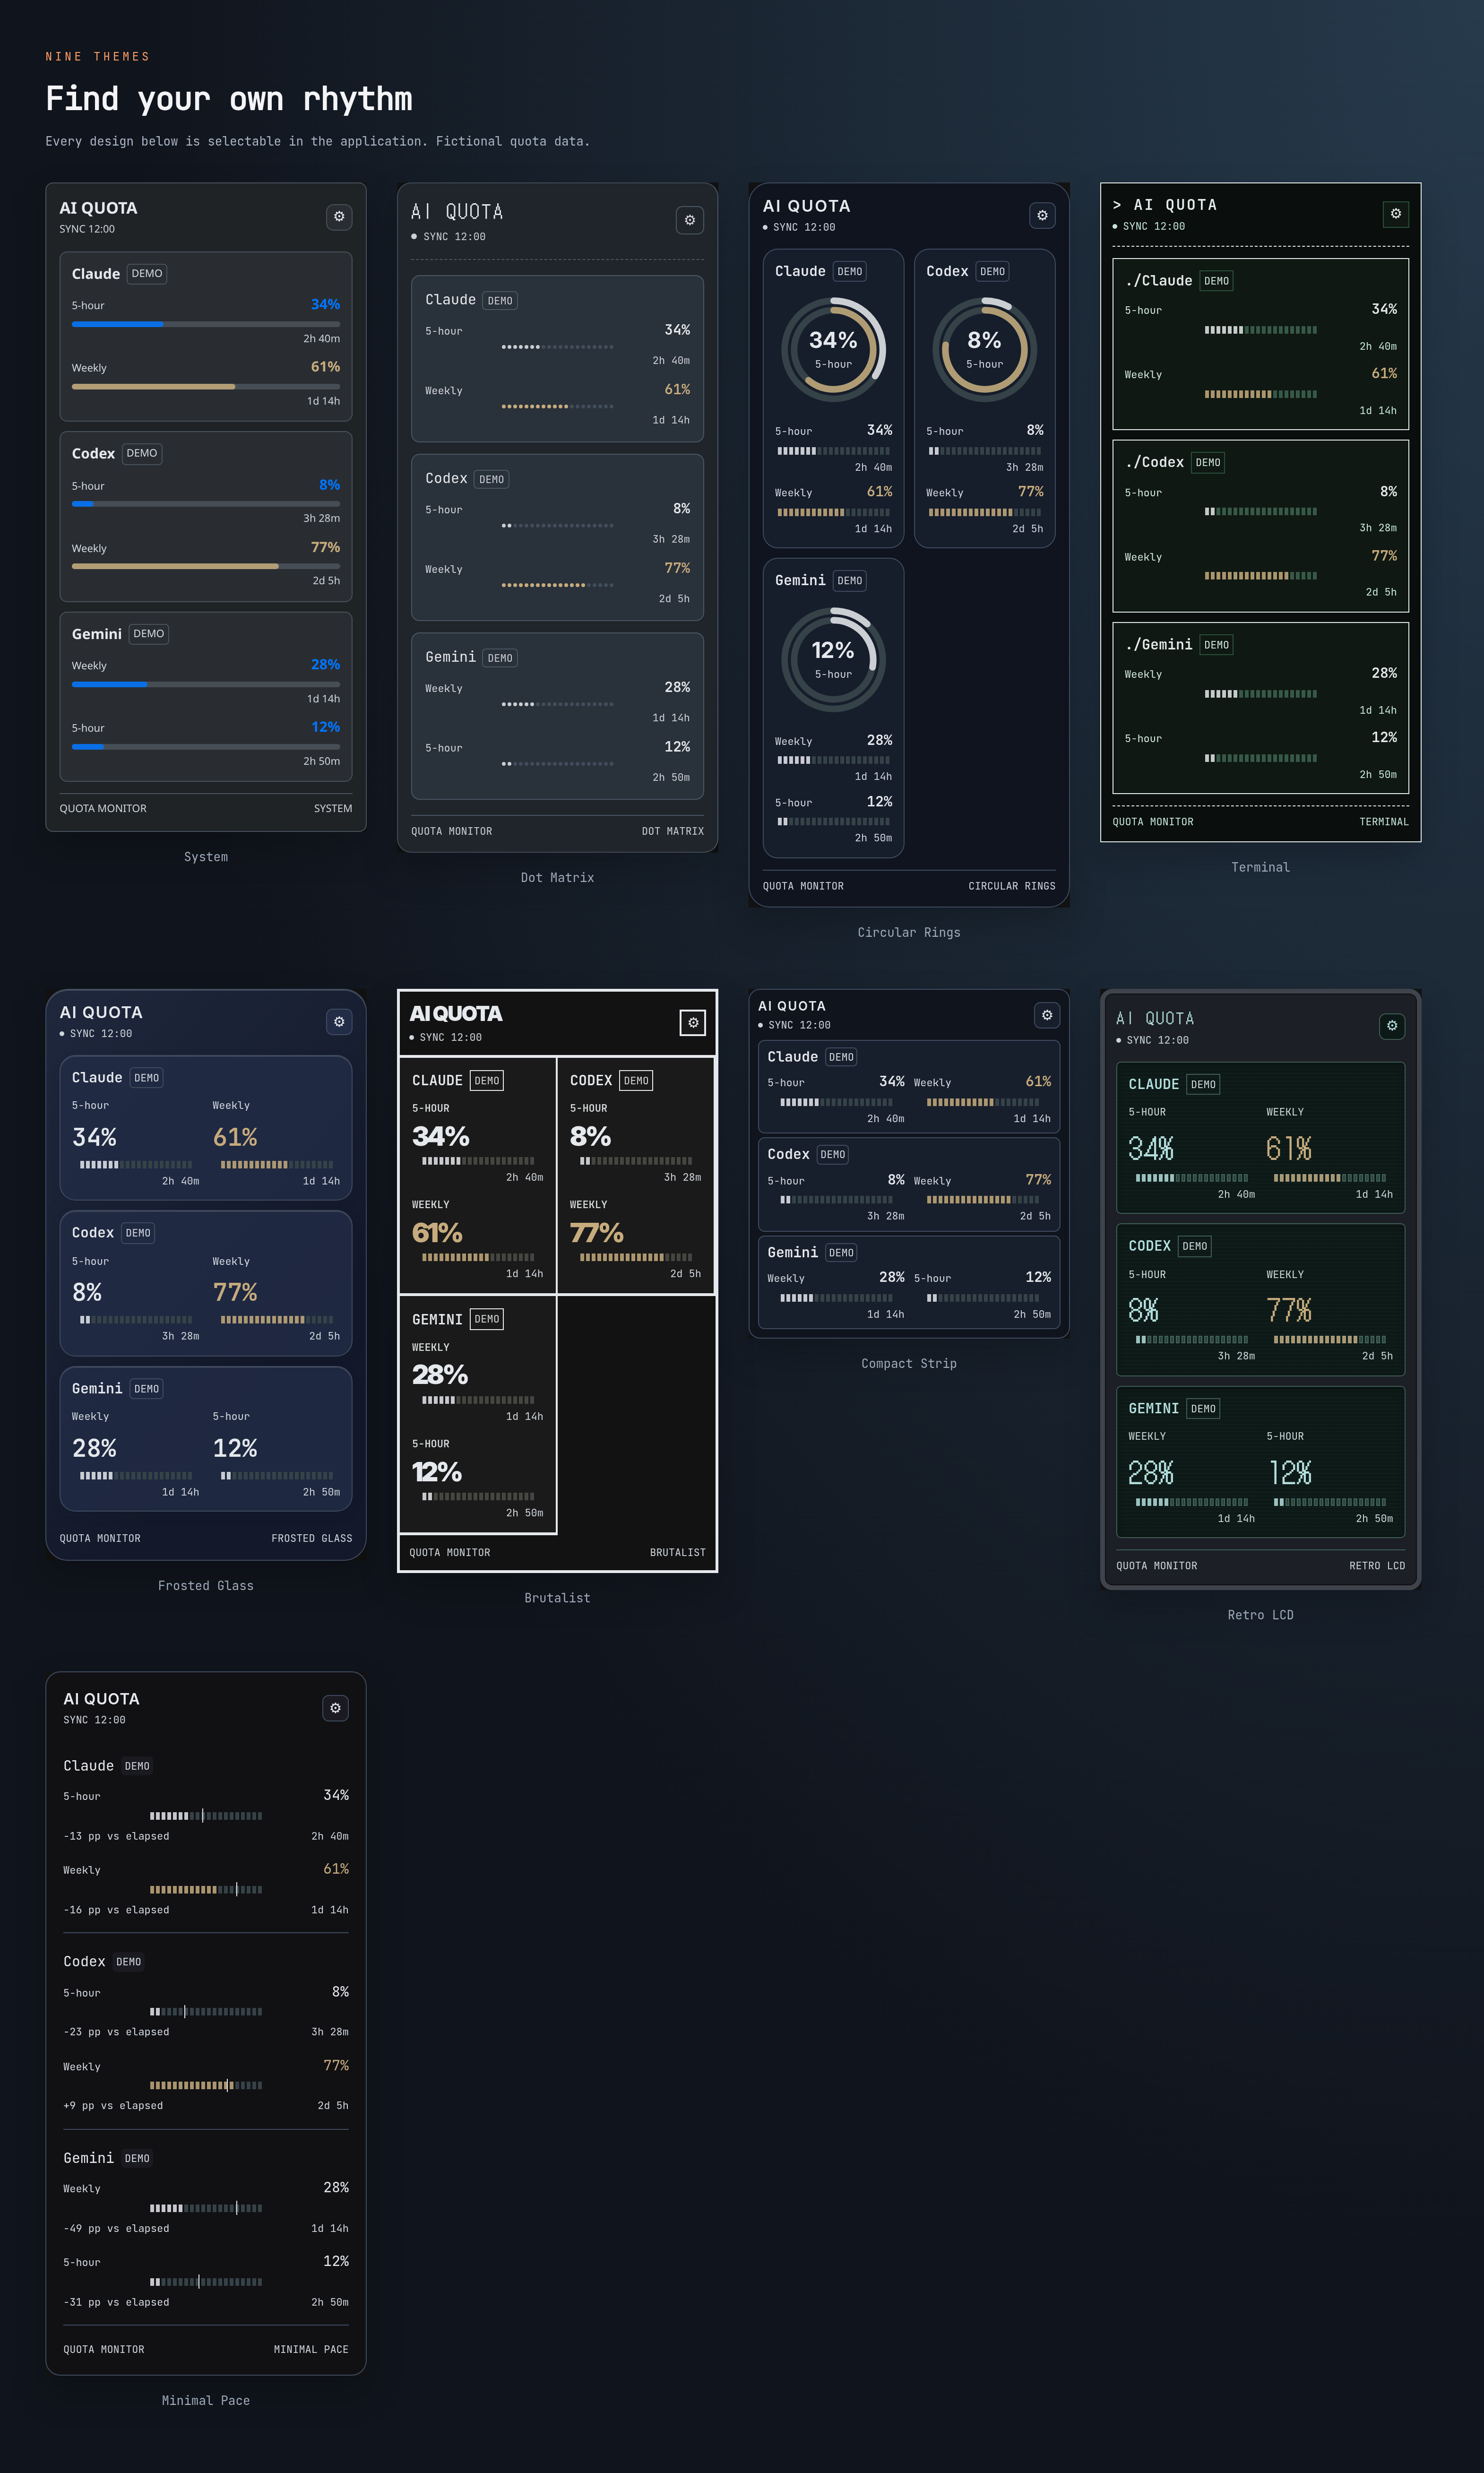 NINE THEMES
Find your own rhythm
Every design below is selectable in the application. Fictional quota data.
AI QUOTA
SYNC 12:00
⚙
Claude DEMO
5-hour 34%
2h 40m
Weekly 61%
1d 14h
Codex DEMO
5-hour 8%
3h 28m
Weekly 77%
2d 5h
Gemini DEMO
Weekly 28%
1d 14h
5-hour 12%
2h 50m
QUOTA MONITOR SYSTEM
System
AI QUOTA
SYNC 12:00
⚙
Claude DEMO
5-hour 34%
2h 40m
Weekly 61%
1d 14h
Codex DEMO
5-hour 8%
3h 28m
Weekly 77%
2d 5h
Gemini DEMO
Weekly 28%
1d 14h
5-hour 12%
2h 50m
QUOTA MONITOR DOT MATRIX
Dot Matrix
AI QUOTA
SYNC 12:00
⚙
Claude DEMO
34%
5-hour
5-hour 34%
2h 40m
Weekly 61%
1d 14h
Codex DEMO
8%
5-hour
5-hour 8%
3h 28m
Weekly 77%
2d 5h
Gemini DEMO
12%
5-hour
Weekly 28%
1d 14h
5-hour 12%
2h 50m
QUOTA MONITOR CIRCULAR RINGS
Circular Rings
> AI QUOTA
SYNC 12:00
⚙
./Claude DEMO
5-hour 34%
2h 40m
Weekly 61%
1d 14h
./Codex DEMO
5-hour 8%
3h 28m
Weekly 77%
2d 5h
./Gemini DEMO
Weekly 28%
1d 14h
5-hour 12%
2h 50m
QUOTA MONITOR TERMINAL
Terminal
AI QUOTA
SYNC 12:00
⚙
Claude DEMO
5-hour Weekly
34% 61%
2h 40m 1d 14h
Codex DEMO
5-hour Weekly
8% 77%
3h 28m 2d 5h
Gemini DEMO
Weekly 5-hour
28% 12%
1d 14h 2h 50m
QUOTA MONITOR FROSTED GLASS
Frosted Glass
AI QUOTA
SYNC 12:00
⚙
CLAUDE DEMO
5-HOUR
34%
2h 40m
WEEKLY
61%
1d 14h
CODEX DEMO
5-HOUR
8%
3h 28m
WEEKLY
77%
2d 5h
GEMINI DEMO
WEEKLY
28%
1d 14h
5-HOUR
12%
2h 50m
QUOTA MONITOR BRUTALIST
Brutalist
AI QUOTA
SYNC 12:00
⚙
Claude DEMO
5-hour 34% Weekly 61%
2h 40m 1d 14h
Codex DEMO
5-hour 8% Weekly 77%
3h 28m 2d 5h
Gemini DEMO
Weekly 28% 5-hour 12%
1d 14h 2h 50m
Compact Strip
AI QUOTA
SYNC 12:00
⚙
CLAUDE DEMO
5-HOUR WEEKLY
34% 61%
2h 40m 1d 14h
CODEX DEMO
5-HOUR WEEKLY
8% 77%
3h 28m 2d 5h
GEMINI DEMO
WEEKLY 5-HOUR
28% 12%
1d 14h 2h 50m
QUOTA MONITOR RETRO LCD
Retro LCD
AI QUOTA
SYNC 12:00
⚙
Claude DEMO
5-hour 34%
-13 pp vs elapsed 2h 40m
Weekly 61%
-16 pp vs elapsed 1d 14h
Codex DEMO
5-hour 8%
-23 pp vs elapsed 3h 28m
Weekly 77%
+9 pp vs elapsed 2d 5h
Gemini DEMO
Weekly 28%
-49 pp vs elapsed 1d 14h
5-hour 12%
-31 pp vs elapsed 2h 50m
QUOTA MONITOR MINIMAL PACE
Minimal Pace